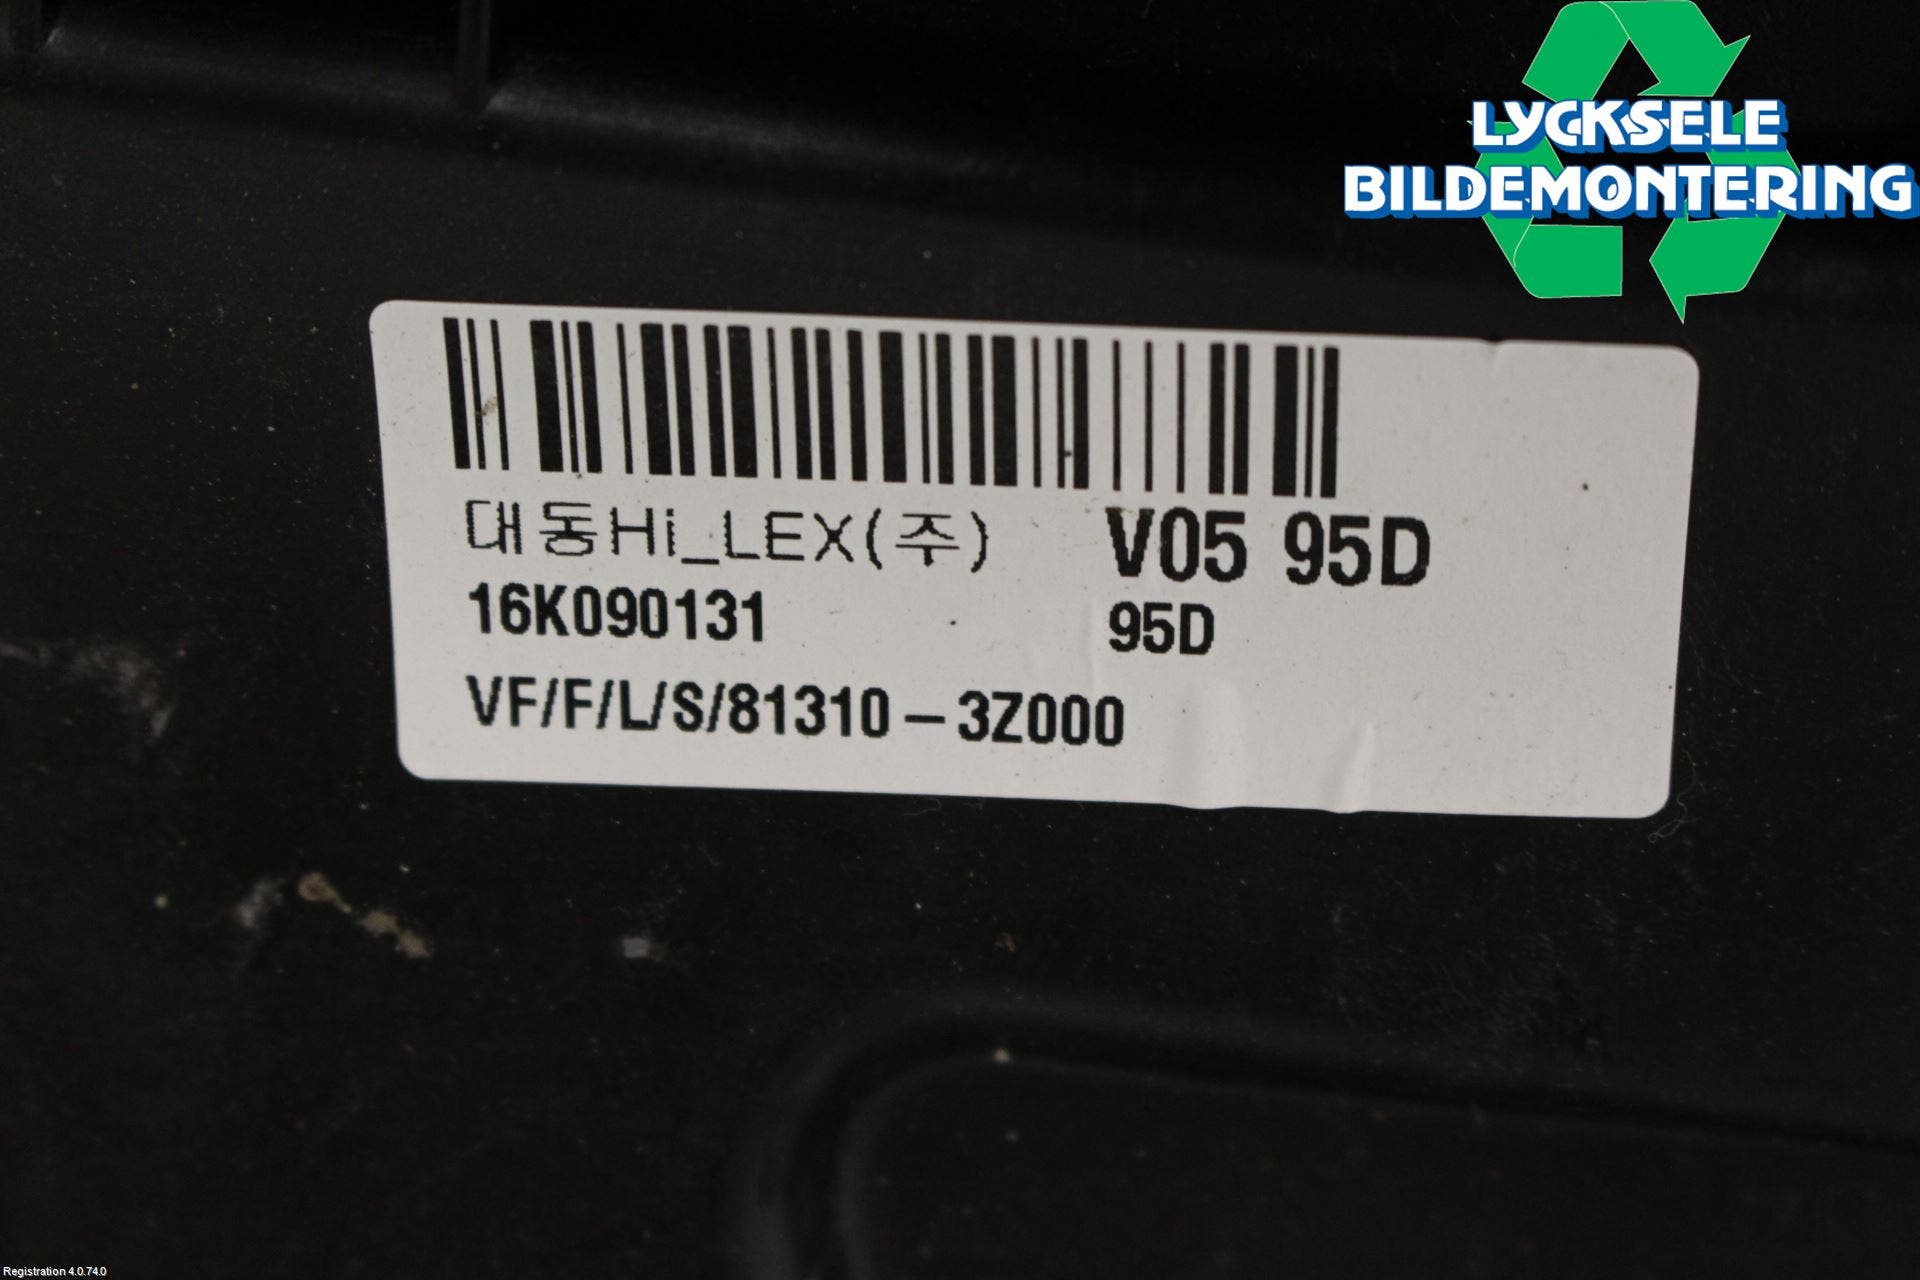 LYCKSELE
BILDEMONTERING
대동Hi_LEX(주) V05 95D
16K090131 95D
VF/F/L/S/81310-3Z000
Registration 4.0.74.0